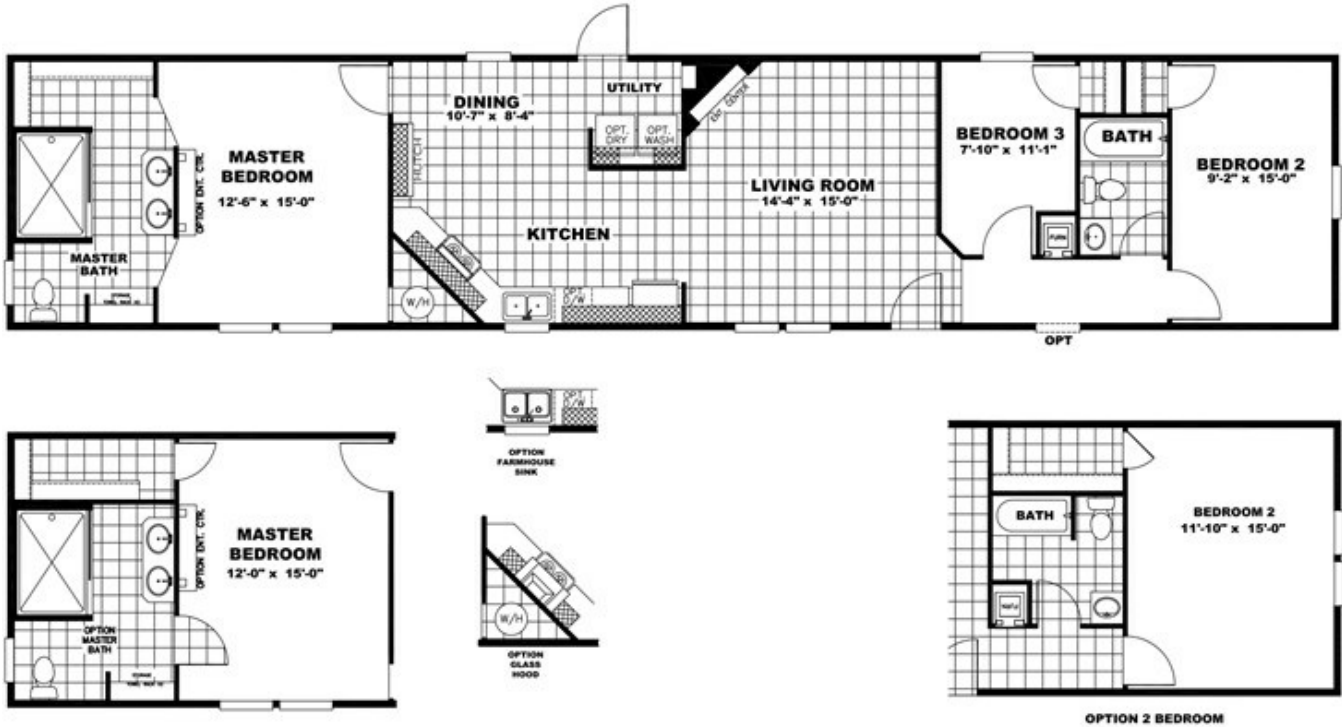 DINING
10'-7" x 8'-4"
UTILITY
OPT.
DRY
OPT.
WASH
ENT. CENTER
HUTCH
MASTER
BEDROOM
12'-6" x 15'-0"
OPTION ENT. CTR.
MASTER
BATH
STORAGE
KITCHEN
W/H
OPT.
D/W
LIVING ROOM
14'-4" x 15'-0"
BEDROOM 3
7'-10" x 11'-1"
FURN
BATH
BEDROOM 2
9'-2" x 15'-0"
OPT
OPT.
D/W
OPTION
FARMHOUSE
SINK
MASTER
BEDROOM
12'-0" x 15'-0"
OPTION ENT. CTR.
OPTION
MASTER
BATH
STORAGE
W/H
OPTION
GLASS
HOOD
BATH
BEDROOM 2
11'-10" x 15'-0"
OPTION 2 BEDROOM